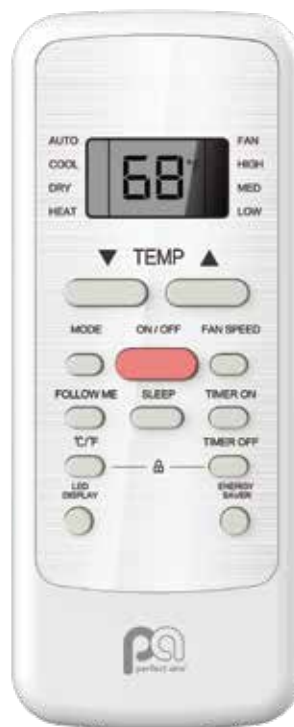 AUTO FAN
COOL HIGH
DRY 68°F MED
HEAT LOW
▼ TEMP ▲
MODE ON / OFF FAN SPEED
FOLLOW ME SLEEP TIMER ON
°C/°F TIMER OFF
LED ENERGY
DISPLAY SAVER
pa
perfect aire